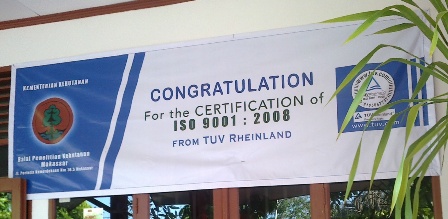 KEMENTERIAN KEHUTANAN
Balai Penelitian Kehutanan
Makassar
CONGRATULATION
For the CERTIFICATION of
ISO 9001 : 2008
FROM TUV RHEINLAND
www.tuv.com